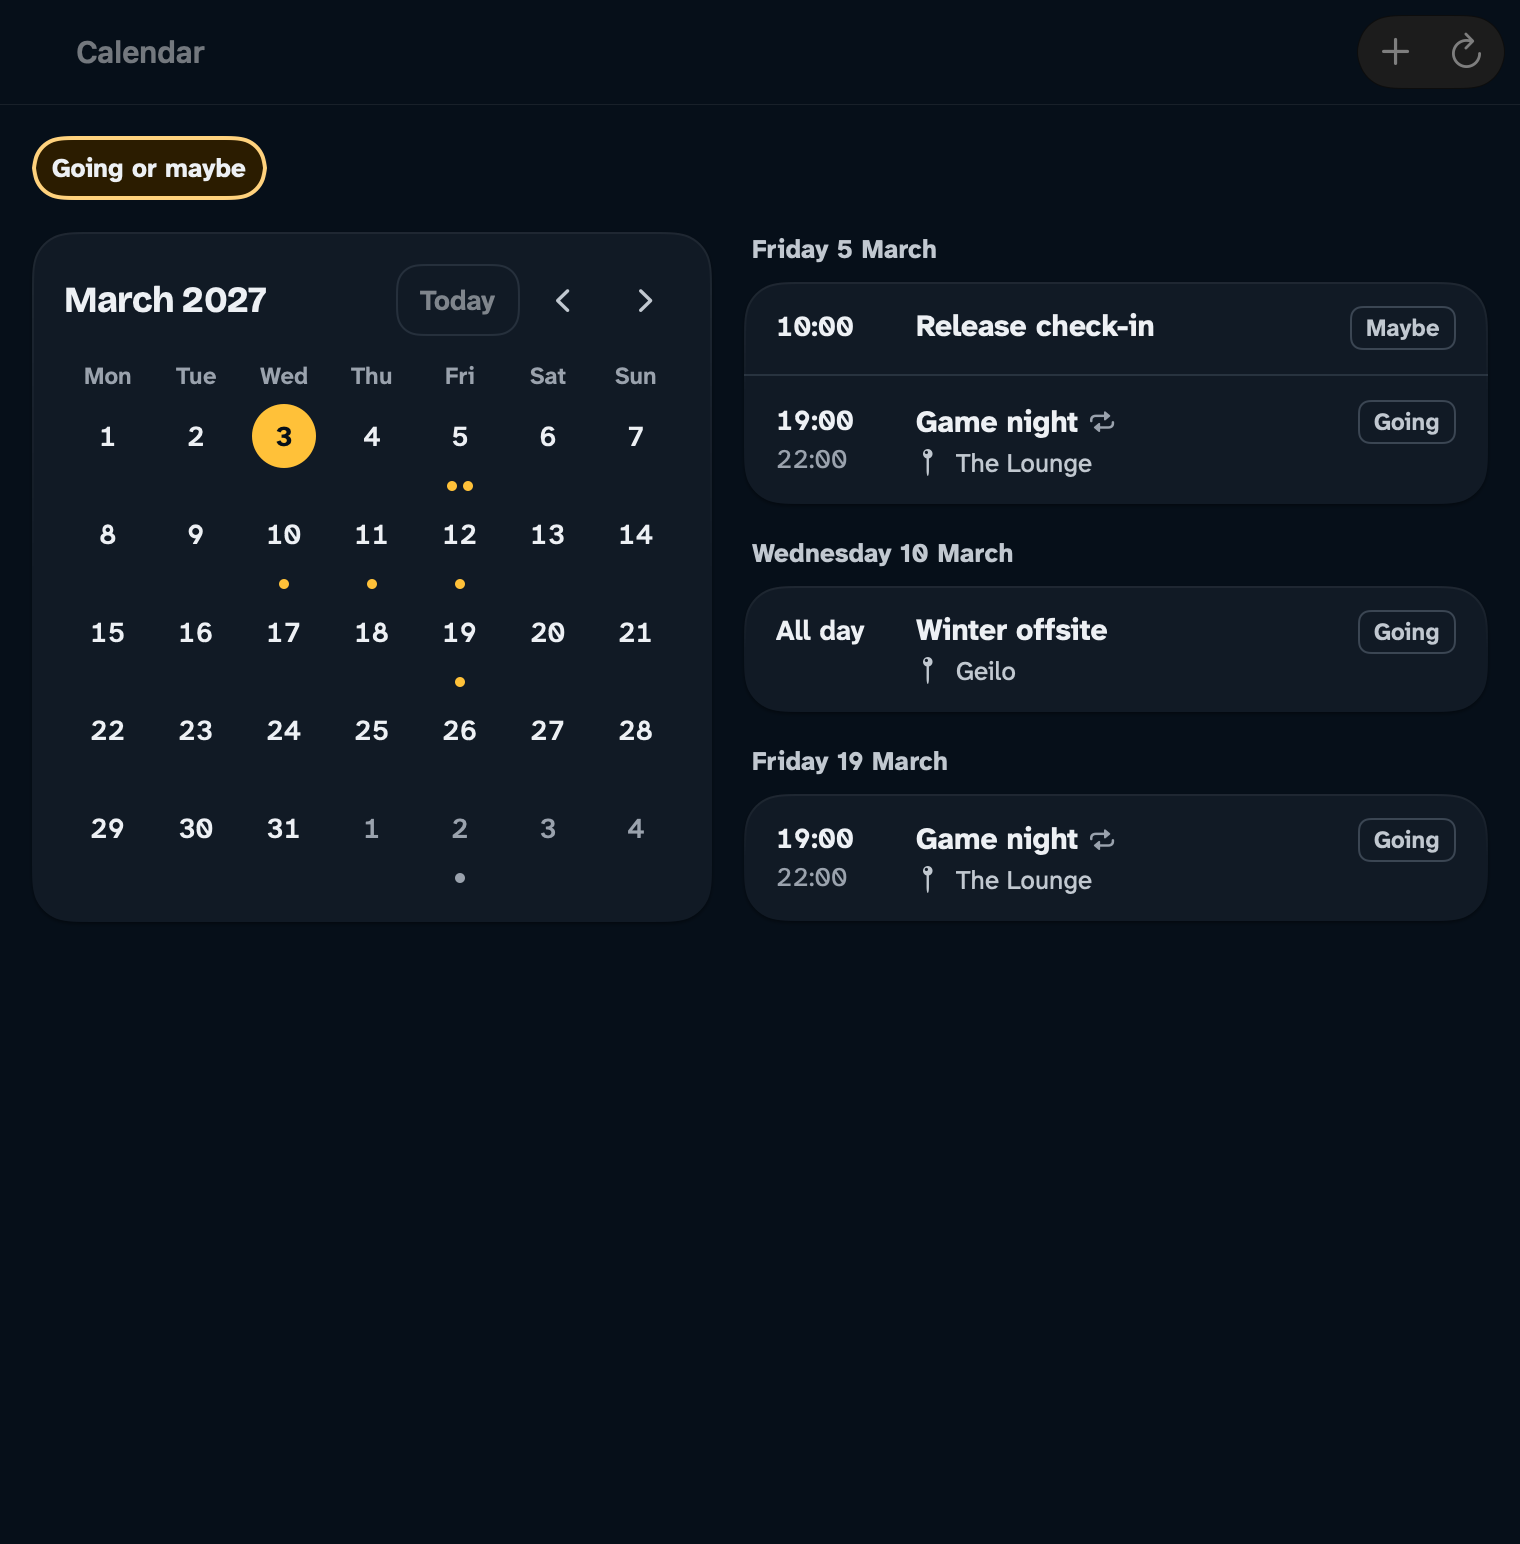 Calendar
Going or maybe
March 2027
Today
Mon Tue Wed Thu Fri Sat Sun
1 2 3 4 5 6 7
8 9 10 11 12 13 14
15 16 17 18 19 20 21
22 23 24 25 26 27 28
29 30 31 1 2 3 4
Friday 5 March
10:00 Release check-in Maybe
19:00 Game night Going
22:00 The Lounge
Wednesday 10 March
All day Winter offsite Going
Geilo
Friday 19 March
19:00 Game night Going
22:00 The Lounge